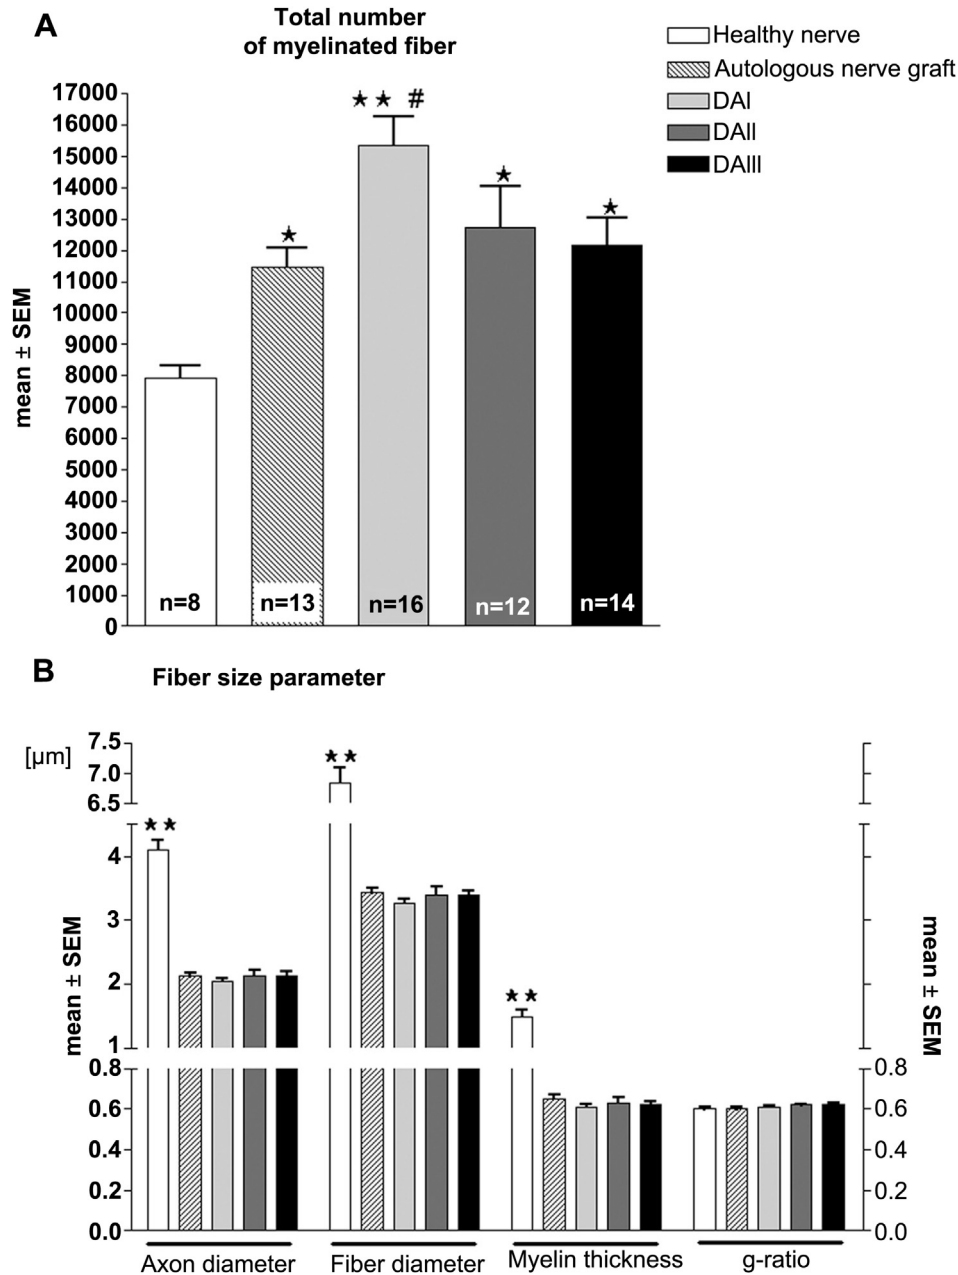 A
Total number
of myelinated fiber
Healthy nerve
Autologous nerve graft
DAI
DAII
DAIII
mean ± SEM
17000
16000
15000
14000
13000
12000
11000
10000
9000
8000
7000
6000
5000
4000
3000
2000
1000
0
★★ #
★
★
★
n=8
n=13
n=16
n=12
n=14
B
Fiber size parameter
[µm]
7.5
7.0
6.5
4
3
2
1
0.8
0.6
0.4
0.2
0.0
mean ± SEM
★★
★★
★★
mean ± SEM
0.8
0.6
0.4
0.2
0.0
Axon diameter
Fiber diameter
Myelin thickness
g-ratio